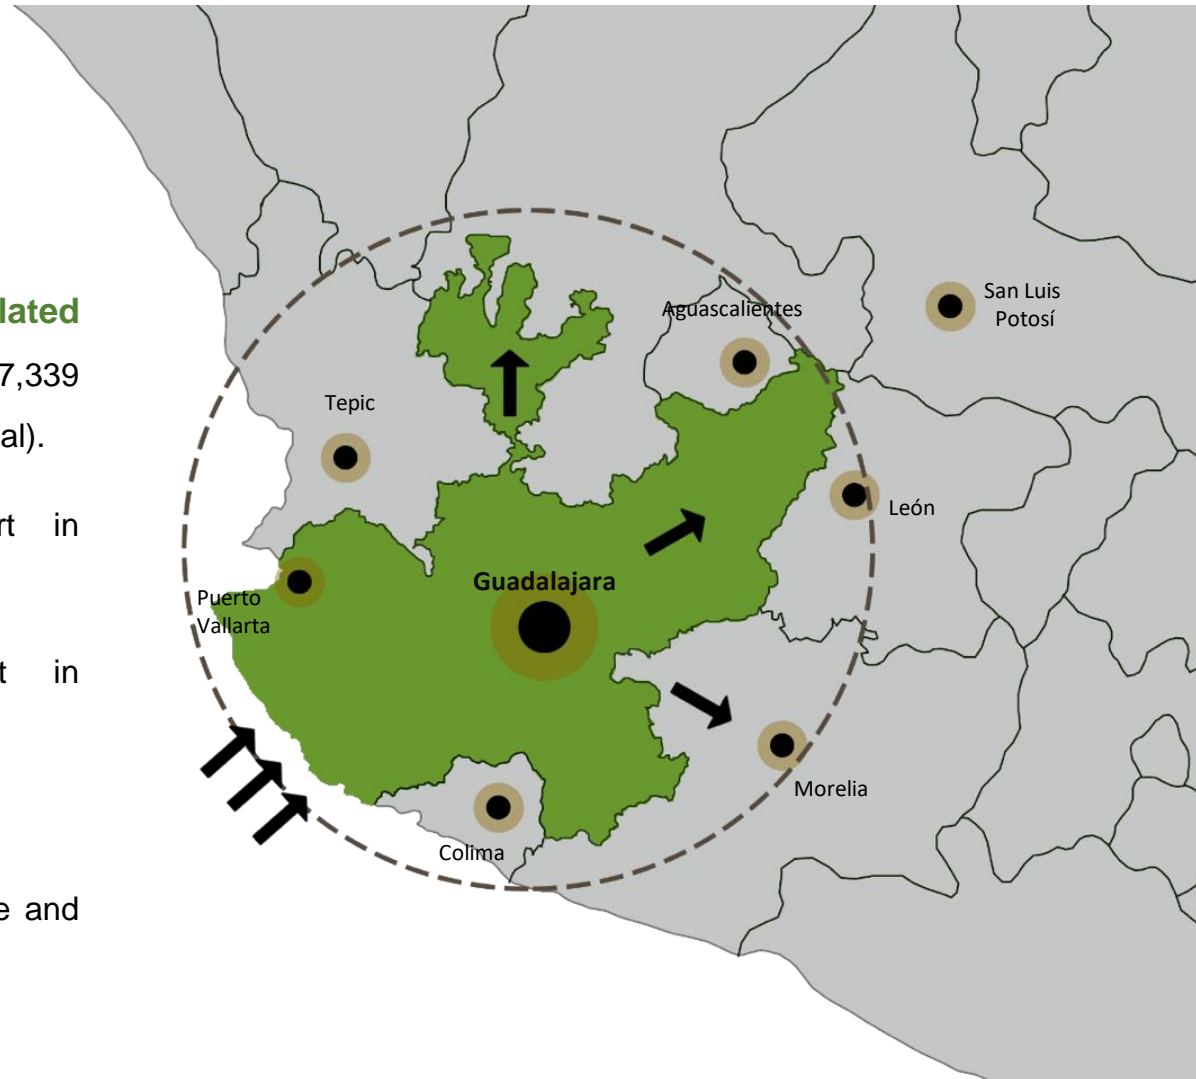 lated
7,339
al).
rt in
t in
e and
Aguascalientes
San Luis
Potosí
Tepic
León
Guadalajara
Puerto
Vallarta
Morelia
Colima